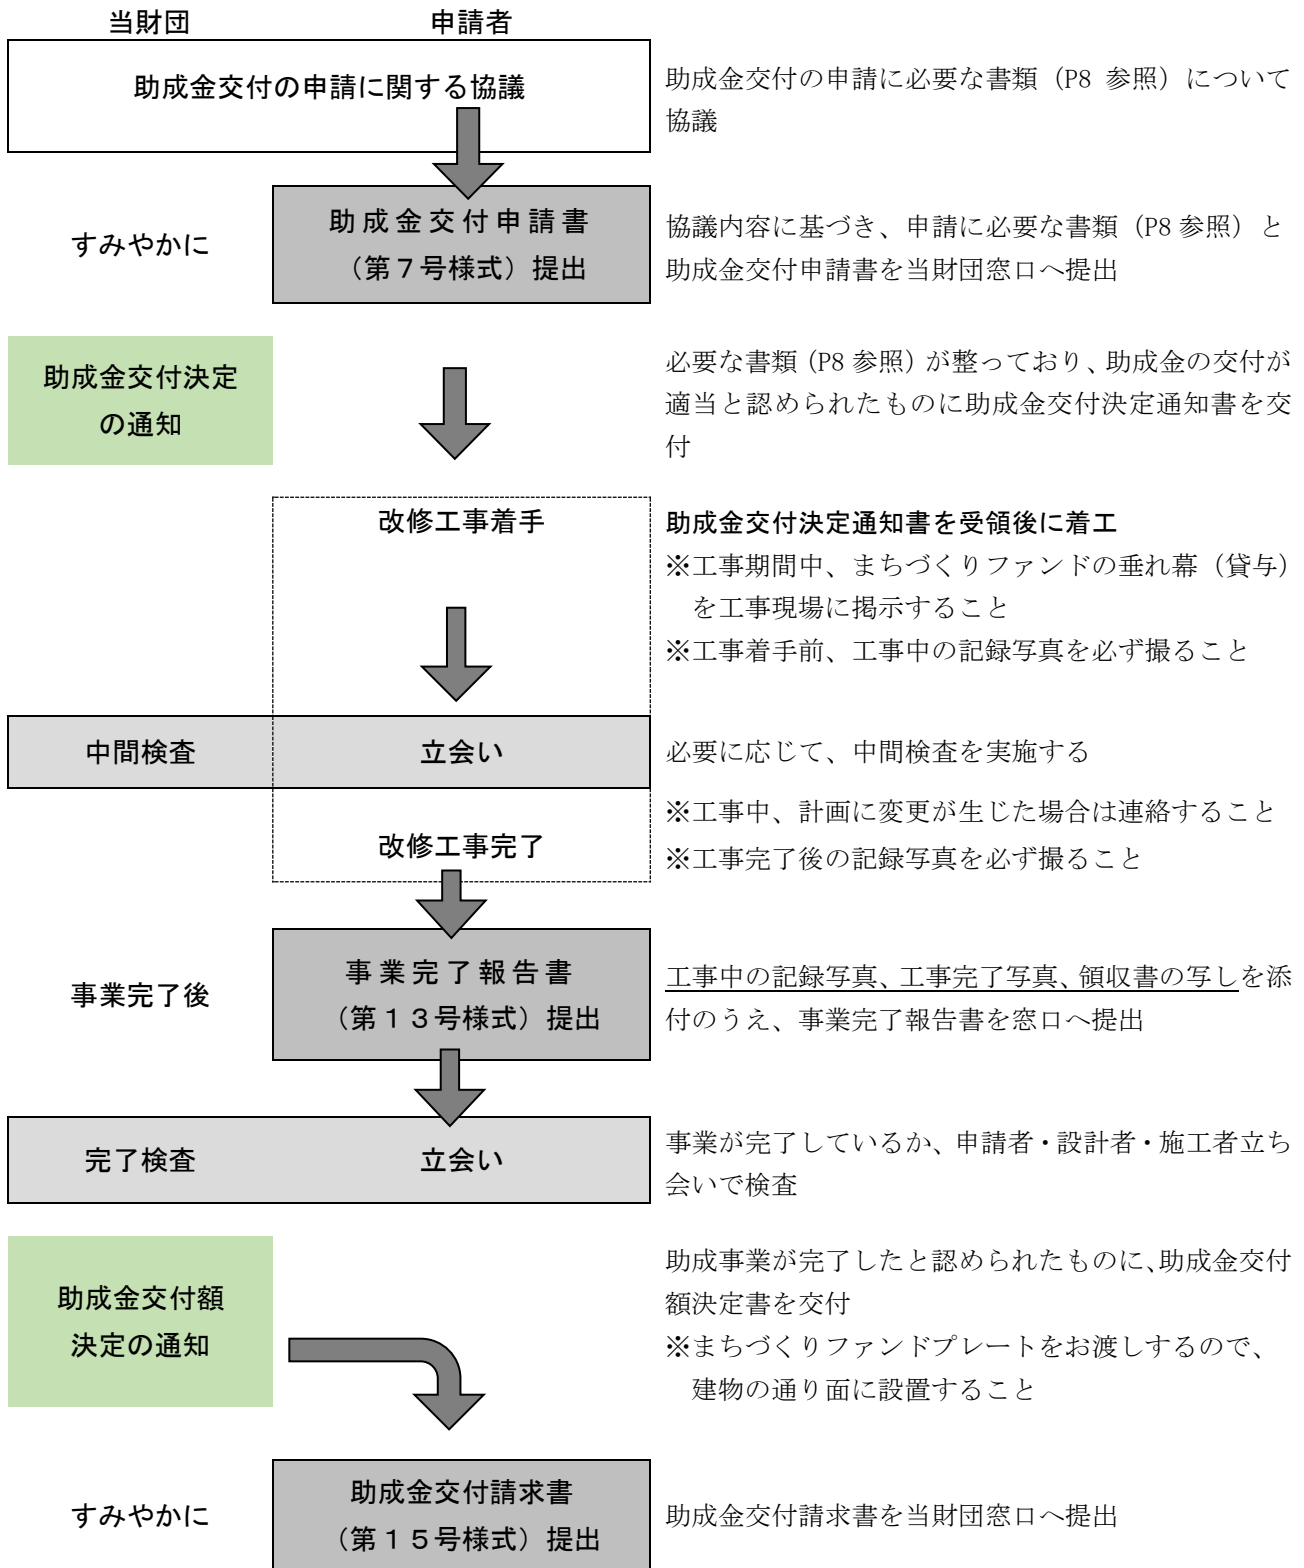 当財団　申請者
助成金交付の申請に関する協議
助成金交付の申請に必要な書類（P8 参照）について
協議
すみやかに
助成金交付申請書
（第７号様式）提出
協議内容に基づき、申請に必要な書類（P8 参照）と
助成金交付申請書を当財団窓口へ提出
助成金交付決定
の通知
必要な書類（P8 参照）が整っており、助成金の交付が
適当と認められたものに助成金交付決定通知書を交
付
改修工事着手
助成金交付決定通知書を受領後に着工
※工事期間中、まちづくりファンドの垂れ幕（貸与）
を工事現場に掲示すること
※工事着手前、工事中の記録写真を必ず撮ること
中間検査　立会い
必要に応じて、中間検査を実施する
改修工事完了
※工事中、計画に変更が生じた場合は連絡すること
※工事完了後の記録写真を必ず撮ること
事業完了後
事業完了報告書
（第１３号様式）提出
工事中の記録写真、工事完了写真、領収書の写しを添
付のうえ、事業完了報告書を窓口へ提出
完了検査　立会い
事業が完了しているか、申請者・設計者・施工者立ち
会いで検査
助成金交付額
決定の通知
助成事業が完了したと認められたものに、助成金交付
額決定書を交付
※まちづくりファンドプレートをお渡しするので、
建物の通り面に設置すること
すみやかに
助成金交付請求書
（第１５号様式）提出
助成金交付請求書を当財団窓口へ提出